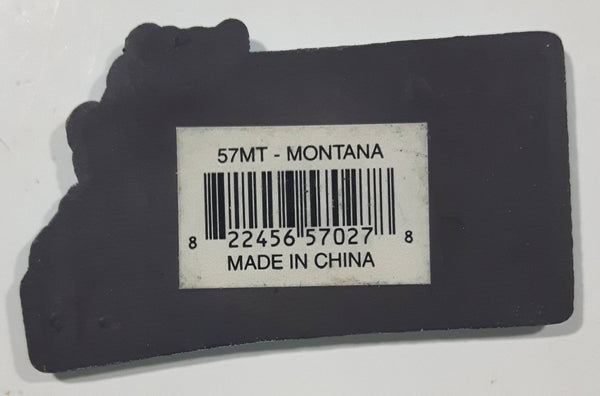 57MT - MONTANA
8 22456 57027 8
MADE IN CHINA